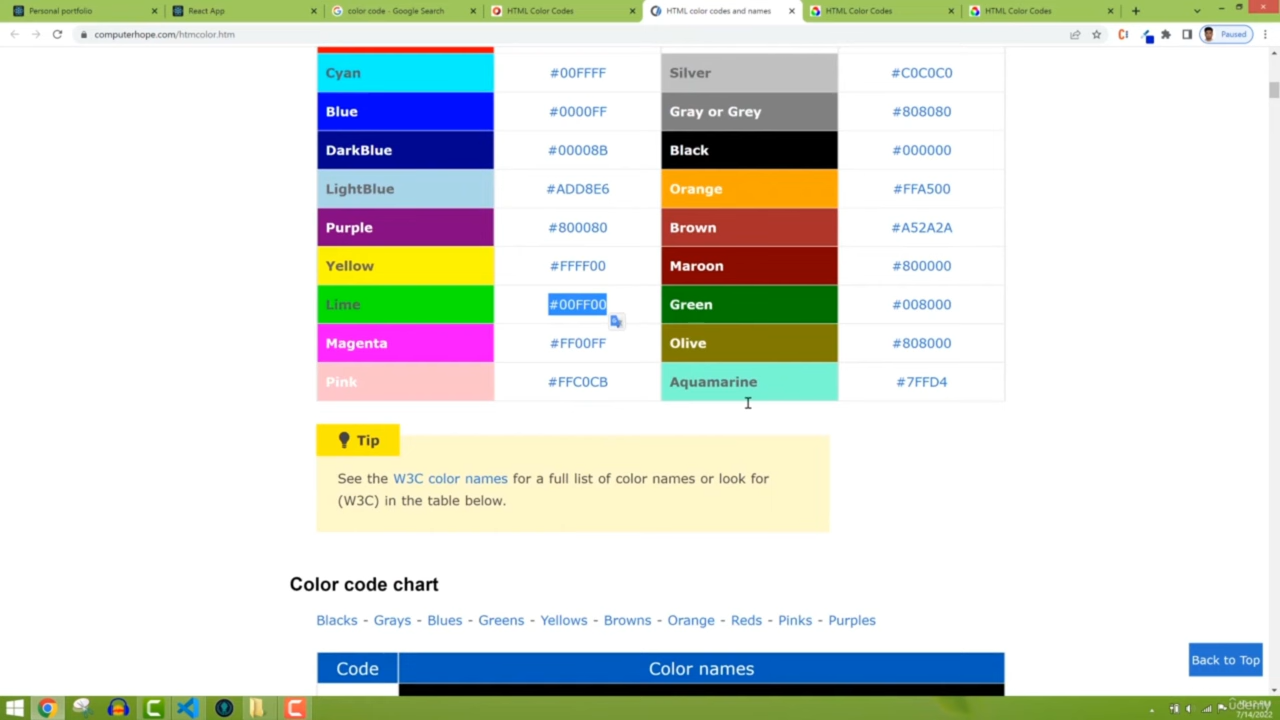 Personal portfolio
React App
color code - Google Search
HTML Color Codes
HTML color codes and names
HTML Color Codes
HTML Color Codes
computerhope.com/htmcolor.htm
Paused
Cyan #00FFFF Silver #C0C0C0
Blue #0000FF Gray or Grey #808080
DarkBlue #00008B Black #000000
LightBlue #ADD8E6 Orange #FFA500
Purple #800080 Brown #A52A2A
Yellow #FFFF00 Maroon #800000
Lime #00FF00 Green #008000
Magenta #FF00FF Olive #808000
Pink #FFC0CB Aquamarine #7FFD4
Tip
See the W3C color names for a full list of color names or look for
(W3C) in the table below.
Color code chart
Blacks - Grays - Blues - Greens - Yellows - Browns - Orange - Reds - Pinks - Purples
Back to Top
Code Color names
udemy
7/14/2022